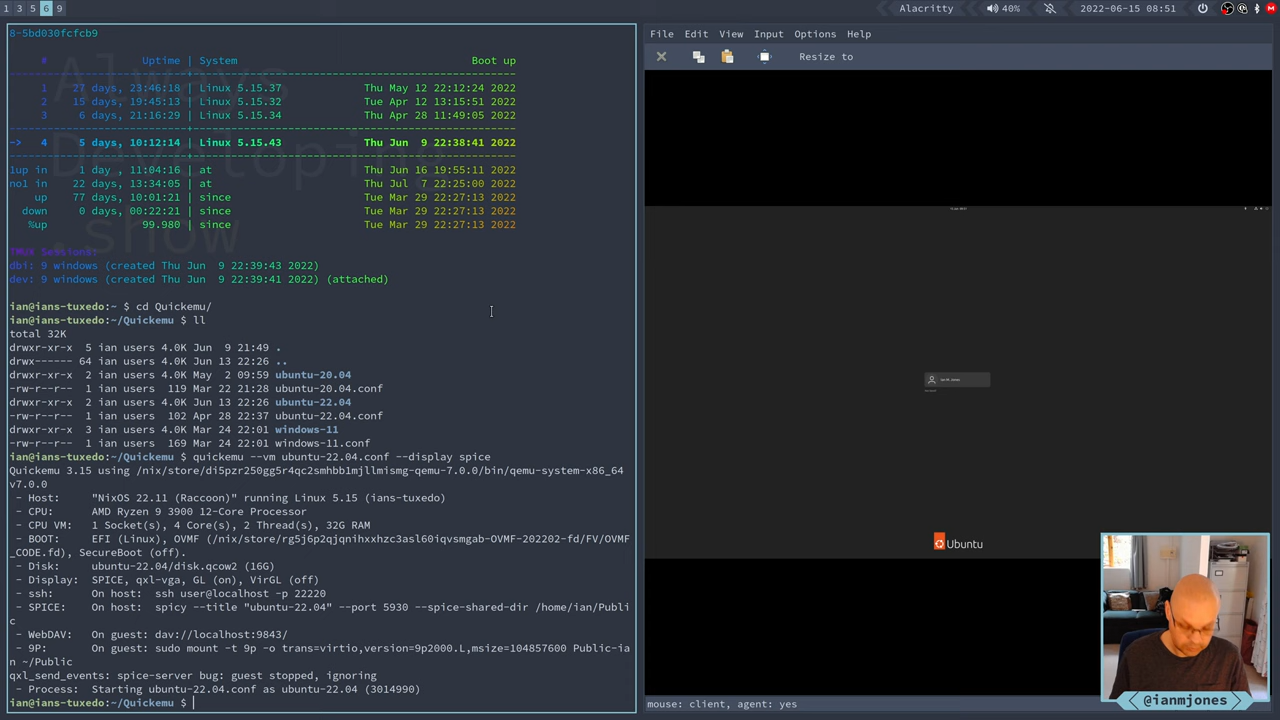 1 3 5 6 9
Alacritty
40%
2022-06-15 08:51
8-5bd030fcfcb9
# Uptime | System Boot up
1 27 days, 23:46:18 | Linux 5.15.37 Thu May 12 22:12:24 2022
2 15 days, 19:45:13 | Linux 5.15.32 Tue Apr 12 13:15:51 2022
3 6 days, 21:16:29 | Linux 5.15.34 Thu Apr 28 11:49:05 2022
-> 4 5 days, 10:12:14 | Linux 5.15.43 Thu Jun 9 22:38:41 2022
1up in 1 day , 11:04:16 | at Thu Jun 16 19:55:11 2022
no1 in 22 days, 13:34:05 | at Thu Jul 7 22:25:00 2022
up 77 days, 10:01:21 | since Tue Mar 29 22:27:13 2022
down 0 days, 00:22:21 | since Tue Mar 29 22:27:13 2022
%up 99.980 | since Tue Mar 29 22:27:13 2022
Always
Developing
.show
TMUX Sessions:
dbi: 9 windows (created Thu Jun 9 22:39:43 2022)
dev: 9 windows (created Thu Jun 9 22:39:41 2022) (attached)
ian@ians-tuxedo:~ $ cd Quickemu/
ian@ians-tuxedo:~/Quickemu $ ll
total 32K
drwxr-xr-x 5 ian users 4.0K Jun 9 21:49 .
drwx------ 64 ian users 4.0K Jun 13 22:26 ..
drwxr-xr-x 2 ian users 4.0K May 2 09:59 ubuntu-20.04
-rw-r--r-- 1 ian users 119 Mar 22 21:28 ubuntu-20.04.conf
drwxr-xr-x 2 ian users 4.0K Jun 13 22:26 ubuntu-22.04
-rw-r--r-- 1 ian users 102 Apr 28 22:37 ubuntu-22.04.conf
drwxr-xr-x 3 ian users 4.0K Mar 24 22:01 windows-11
-rw-r--r-- 1 ian users 169 Mar 24 22:01 windows-11.conf
ian@ians-tuxedo:~/Quickemu $ quickemu --vm ubuntu-22.04.conf --display spice
Quickemu 3.15 using /nix/store/di5pzr250gg5r4qc2smhbb1mjllmismg-qemu-7.0.0/bin/qemu-system-x86_64
v7.0.0
- Host: "NixOS 22.11 (Raccoon)" running Linux 5.15 (ians-tuxedo)
- CPU: AMD Ryzen 9 3900 12-Core Processor
- CPU VM: 1 Socket(s), 4 Core(s), 2 Thread(s), 32G RAM
- BOOT: EFI (Linux), OVMF (/nix/store/rg5j6p2qjqnihxxhzc3asl60iqvsmgab-OVMF-202202-fd/FV/OVMF
_CODE.fd), SecureBoot (off).
- Disk: ubuntu-22.04/disk.qcow2 (16G)
- Display: SPICE, qxl-vga, GL (on), VirGL (off)
- ssh: On host: ssh user@localhost -p 22220
- SPICE: On host: spicy --title "ubuntu-22.04" --port 5930 --spice-shared-dir /home/ian/Publi
c
- WebDAV: On guest: dav://localhost:9843/
- 9P: On guest: sudo mount -t 9p -o trans=virtio,version=9p2000.L,msize=104857600 Public-ia
n ~/Public
qxl_send_events: spice-server bug: guest stopped, ignoring
- Process: Starting ubuntu-22.04.conf as ubuntu-22.04 (3014990)
ian@ians-tuxedo:~/Quickemu $
File Edit View Input Options Help
Resize to
Ian M. Jones
Ubuntu
mouse: client, agent: yes
@ianmjones